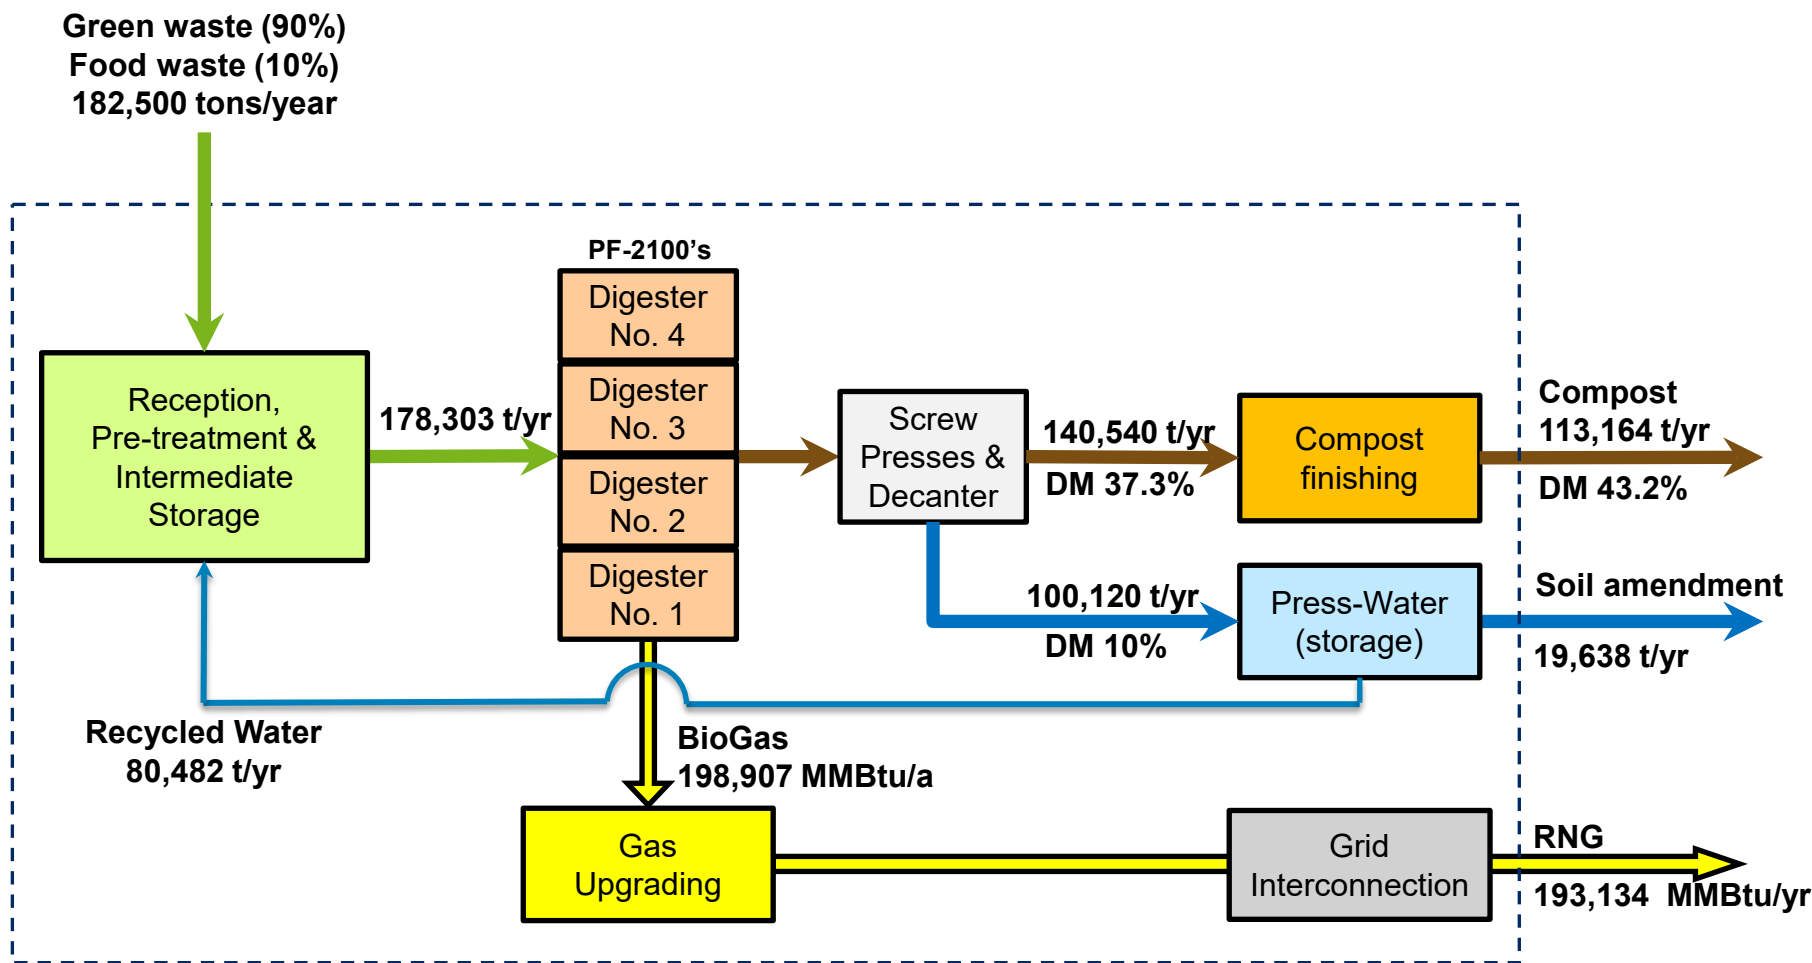 Green waste (90%)
Food waste (10%)
182,500 tons/year
PF-2100's
Digester
No. 4
Digester
No. 3
Digester
No. 2
Digester
No. 1
Reception,
Pre-treatment &
Intermediate
Storage
178,303 t/yr
Screw
Presses &
Decanter
140,540 t/yr
DM 37.3%
Compost
finishing
Compost
113,164 t/yr
DM 43.2%
100,120 t/yr
DM 10%
Press-Water
(storage)
Soil amendment
19,638 t/yr
Recycled Water
80,482 t/yr
BioGas
198,907 MMBtu/a
Gas
Upgrading
Grid
Interconnection
RNG
193,134 MMBtu/yr